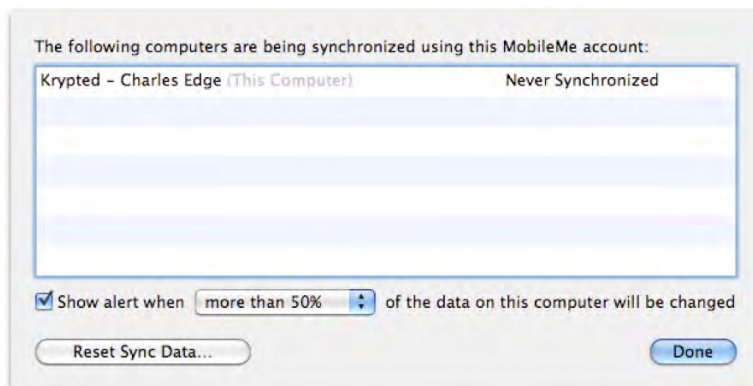 The following computers are being synchronized using this MobileMe account:
Krypted – Charles Edge (This Computer) Never Synchronized
Show alert when more than 50% of the data on this computer will be changed
Reset Sync Data... Done